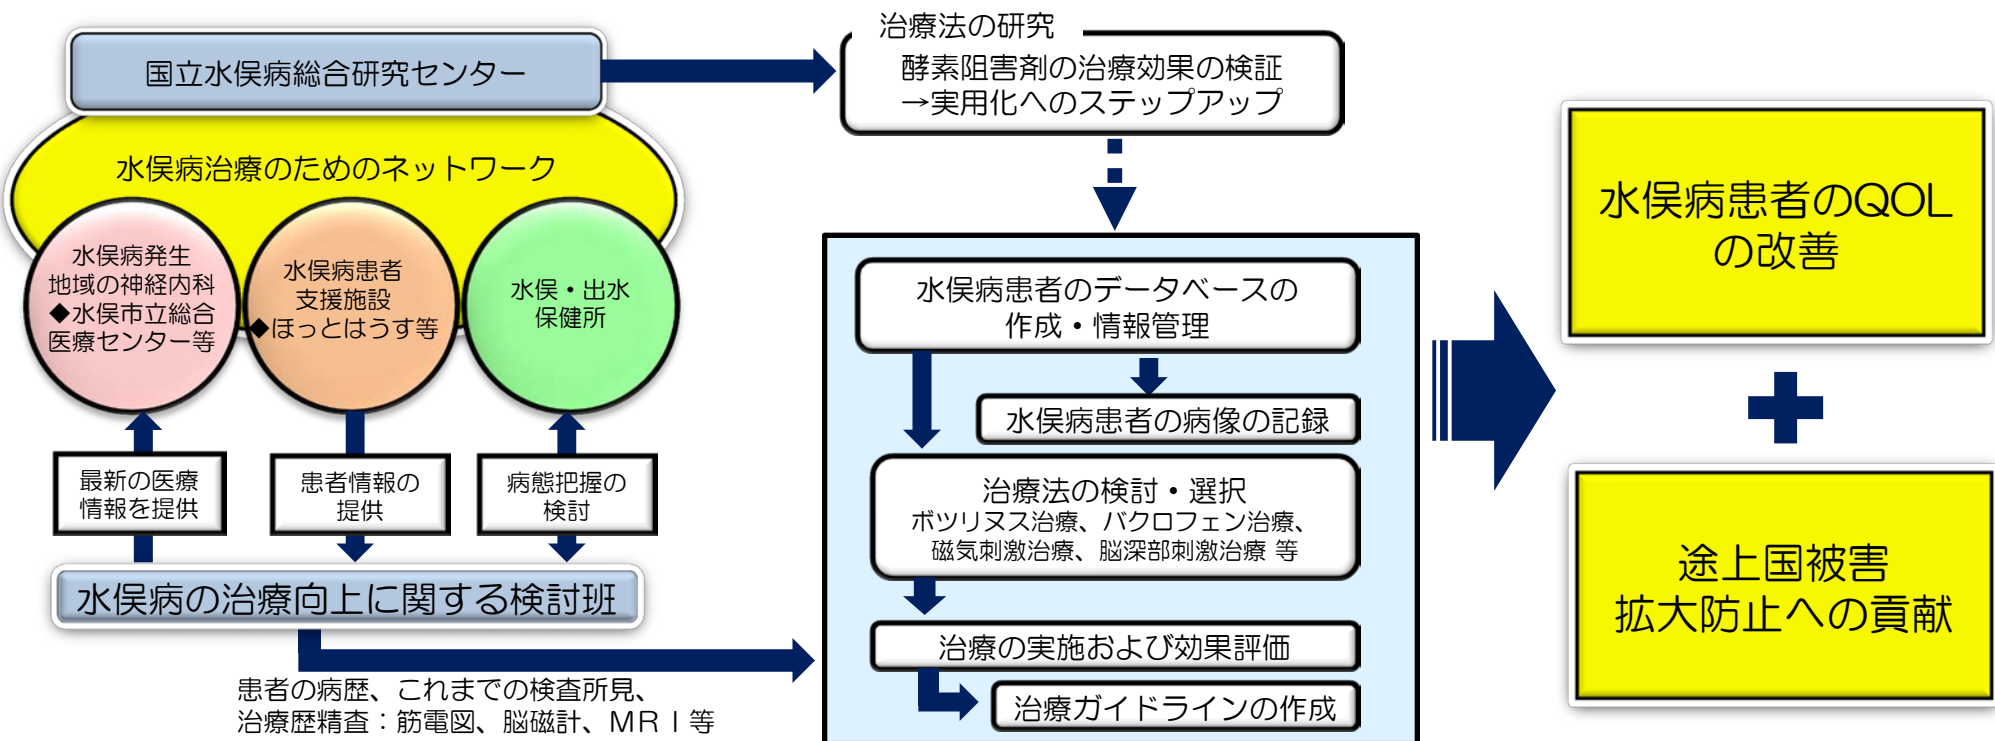 国立水俣病総合研究センター
水俣病治療のためのネットワーク
水俣病発生
地域の神経内科
◆水俣市立総合
医療センター等
水俣病患者
支援施設
◆ほっとはうす等
水俣・出水
保健所
最新の医療
情報を提供
患者情報の
提供
病態把握の
検討
水俣病の治療向上に関する検討班
患者の病歴、これまでの検査所見、
治療歴精査：筋電図、脳磁計、MRI等
治療法の研究
酵素阻害剤の治療効果の検証
→実用化へのステップアップ
水俣病患者のデータベースの
作成・情報管理
水俣病患者の病像の記録
治療法の検討・選択
ボツリヌス治療、バクロフェン治療、
磁気刺激治療、脳深部刺激治療 等
治療の実施および効果評価
治療ガイドラインの作成
水俣病患者のQOL
の改善
途上国被害
拡大防止への貢献